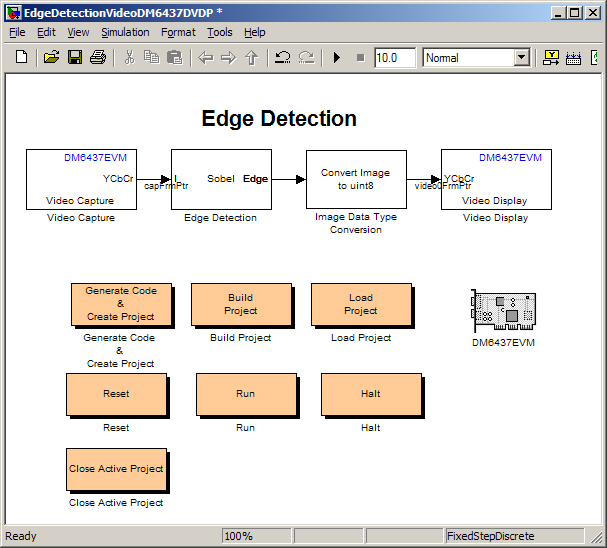 EdgeDetectionVideoDM6437DVDP *
File Edit View Simulation Format Tools Help
10.0 Normal
Edge Detection
DM6437EVM
YCbCr
Video Capture
Video Capture
capFrmPtr
I Sobel Edge
Edge Detection
Convert Image
to uint8
Image Data Type
Conversion
video0FrmPtr
DM6437EVM
YCbCr
Video Display
Video Display
Generate Code
&
Create Project
Generate Code
&
Create Project
Build
Project
Build Project
Load
Project
Load Project
DM6437EVM
Reset
Reset
Run
Run
Halt
Halt
Close Active Project
Close Active Project
Ready 100% FixedStepDiscrete